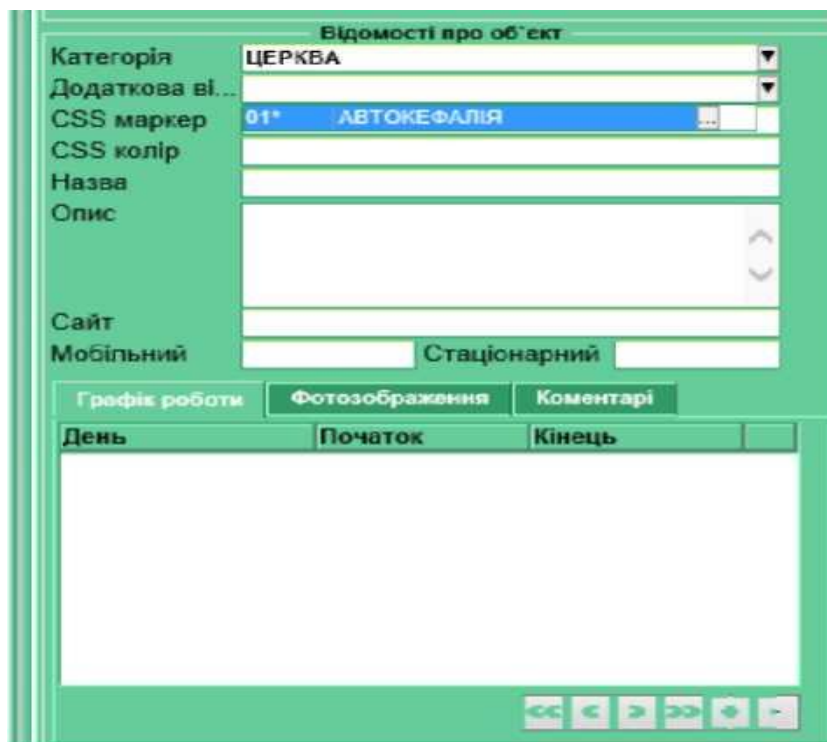 Відомості про об`єкт
Категорія ЦЕРКВА
Додаткова ві...
CSS маркер 01* АВТОКЕФАЛІЯ ...
CSS колір
Назва
Опис
Сайт
Мобільний Стаціонарний
Графік роботи Фотозображення Коментарі
День Початок Кінець
<< < > >> + -